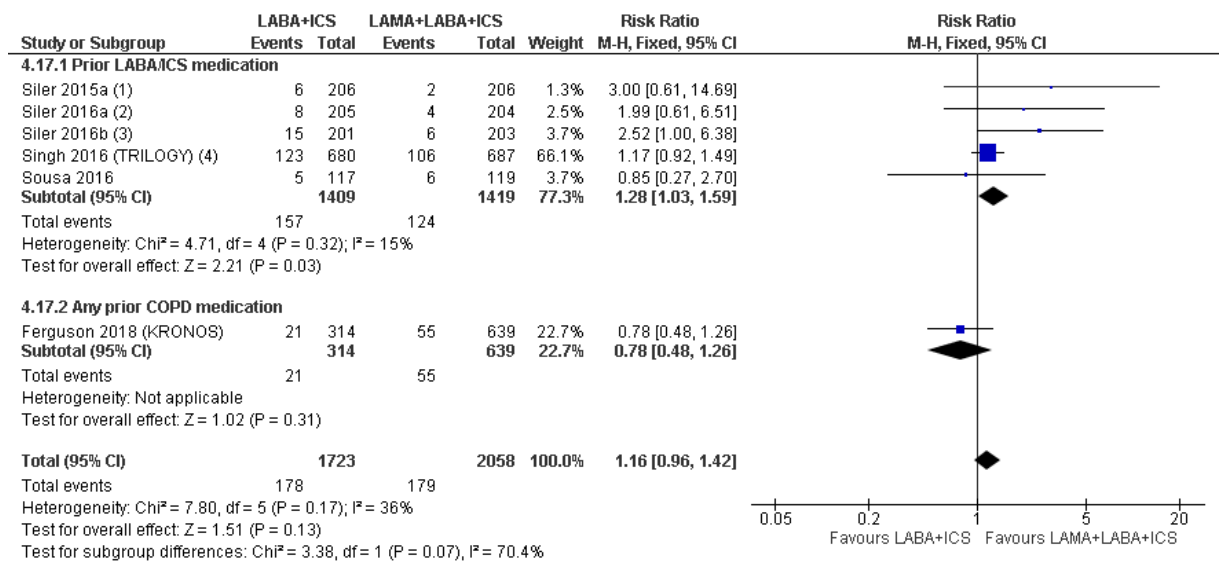 LABA+ICS LAMA+LABA+ICS Risk Ratio Risk Ratio
Study or Subgroup Events Total Events Total Weight M-H, Fixed, 95% CI M-H, Fixed, 95% CI
4.17.1 Prior LABA/ICS medication
Siler 2015a (1) 6 206 2 206 1.3% 3.00 [0.61, 14.69]
Siler 2016a (2) 8 205 4 204 2.5% 1.99 [0.61, 6.51]
Siler 2016b (3) 15 201 6 203 3.7% 2.52 [1.00, 6.38]
Singh 2016 (TRILOGY) (4) 123 680 106 687 66.1% 1.17 [0.92, 1.49]
Sousa 2016 5 117 6 119 3.7% 0.85 [0.27, 2.70]
Subtotal (95% CI) 1409 1419 77.3% 1.28 [1.03, 1.59]
Total events 157 124
Heterogeneity: Chi² = 4.71, df = 4 (P = 0.32); I² = 15%
Test for overall effect: Z = 2.21 (P = 0.03)
4.17.2 Any prior COPD medication
Ferguson 2018 (KRONOS) 21 314 55 639 22.7% 0.78 [0.48, 1.26]
Subtotal (95% CI) 314 639 22.7% 0.78 [0.48, 1.26]
Total events 21 55
Heterogeneity: Not applicable
Test for overall effect: Z = 1.02 (P = 0.31)
Total (95% CI) 1723 2058 100.0% 1.16 [0.96, 1.42]
Total events 178 179
Heterogeneity: Chi² = 7.80, df = 5 (P = 0.17); I² = 36%
Test for overall effect: Z = 1.51 (P = 0.13)
Test for subgroup differences: Chi² = 3.38, df = 1 (P = 0.07), I² = 70.4%
0.05 0.2 1 5 20
Favours LABA+ICS Favours LAMA+LABA+ICS